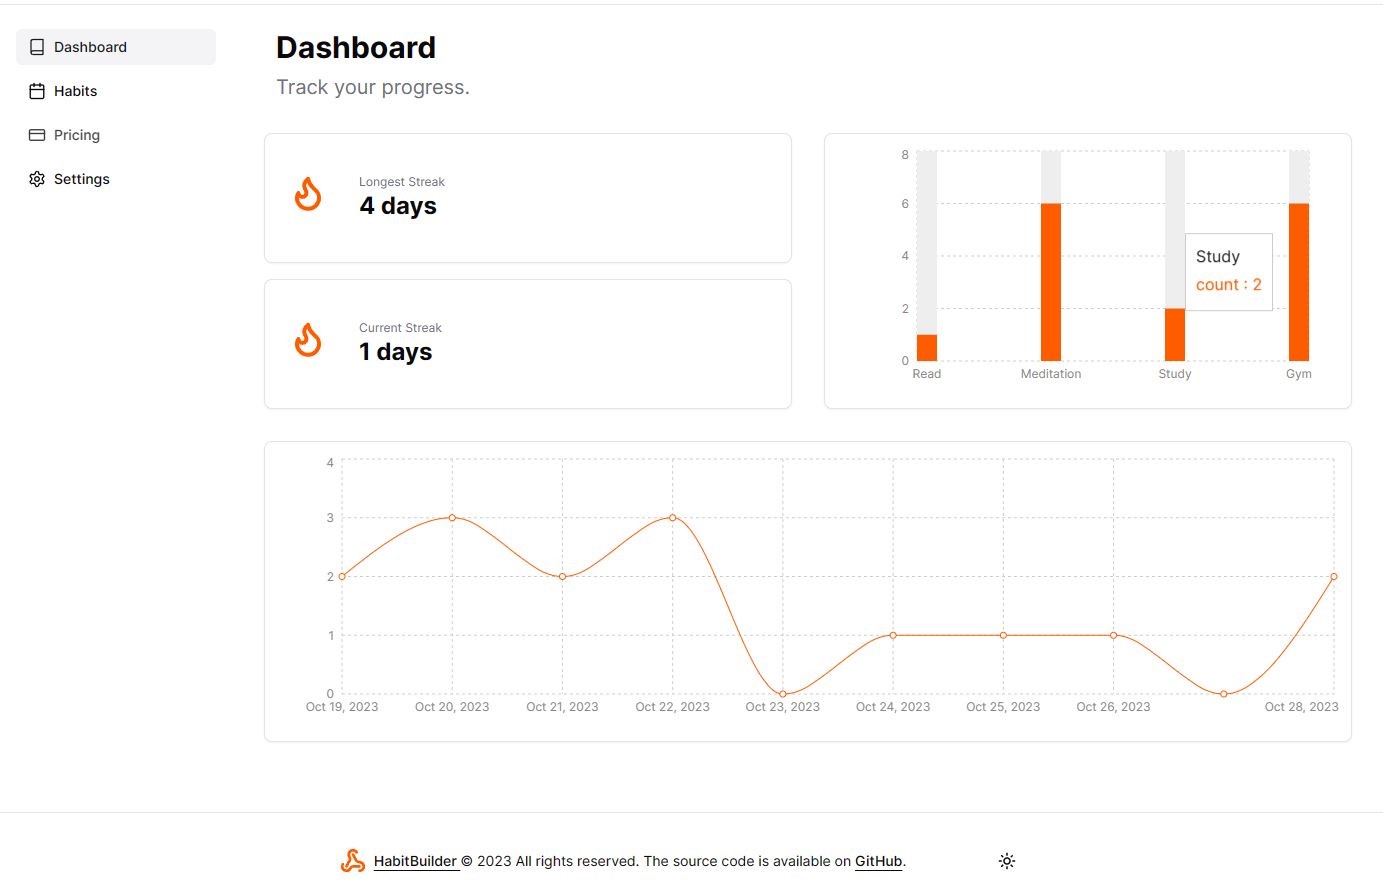 Dashboard
Habits
Pricing
Settings
Dashboard
Track your progress.
Longest Streak
4 days
Current Streak
1 days
8
6
4
2
0
Read Meditation Study Gym
Study
count : 2
4
3
2
1
0
Oct 19, 2023 Oct 20, 2023 Oct 21, 2023 Oct 22, 2023 Oct 23, 2023 Oct 24, 2023 Oct 25, 2023 Oct 26, 2023 Oct 28, 2023
HabitBuilder © 2023 All rights reserved. The source code is available on GitHub.